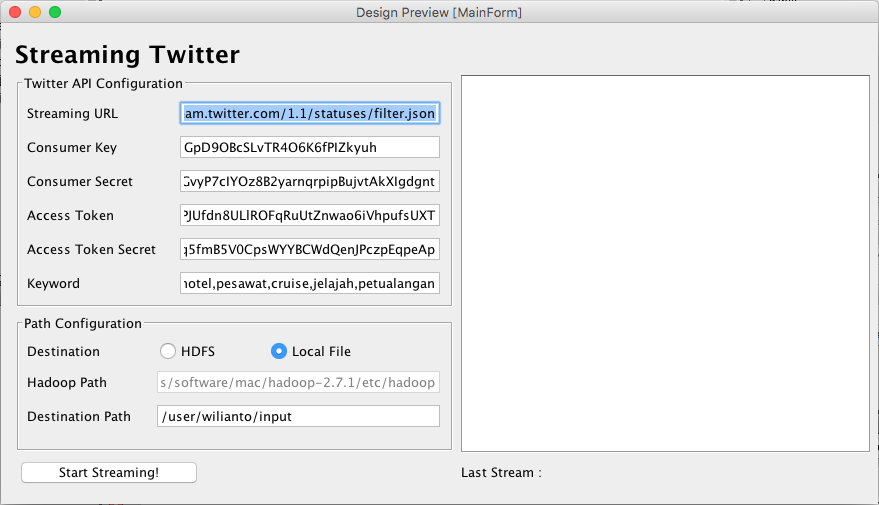 Design Preview [MainForm]
Streaming Twitter
Twitter API Configuration
Streaming URL am.twitter.com/1.1/statuses/filter.json
Consumer Key GpD9OBcSLvTR4O6K6fPIZkyuh
Consumer Secret GvyP7cIYOz8B2yarnqrpipBujvtAkXIgdgnt
Access Token PJUfdn8ULlROFqRuUtZnwao6iVhpufsUXT
Access Token Secret q5fmB5V0CpsWYYBCWdQenJPczpEqpeAp
Keyword hotel,pesawat,cruise,jelajah,petualangan
Path Configuration
Destination HDFS Local File
Hadoop Path s/software/mac/hadoop-2.7.1/etc/hadoop
Destination Path /user/wilianto/input
Start Streaming! Last Stream :